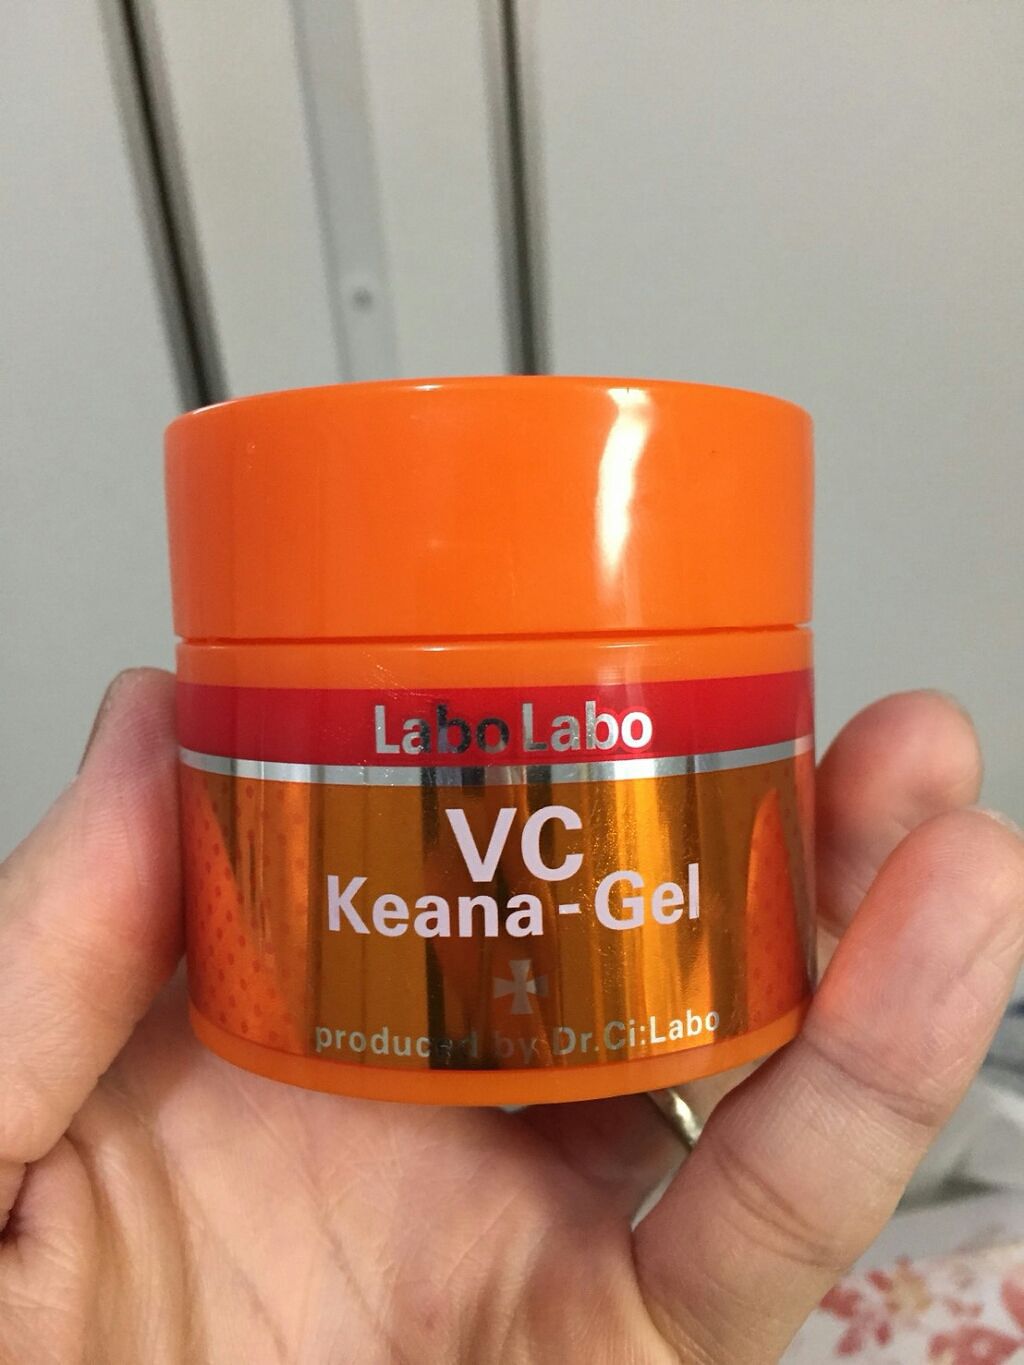 Labo Labo
VC
Keana-Gel
produced by Dr.Ci:Labo